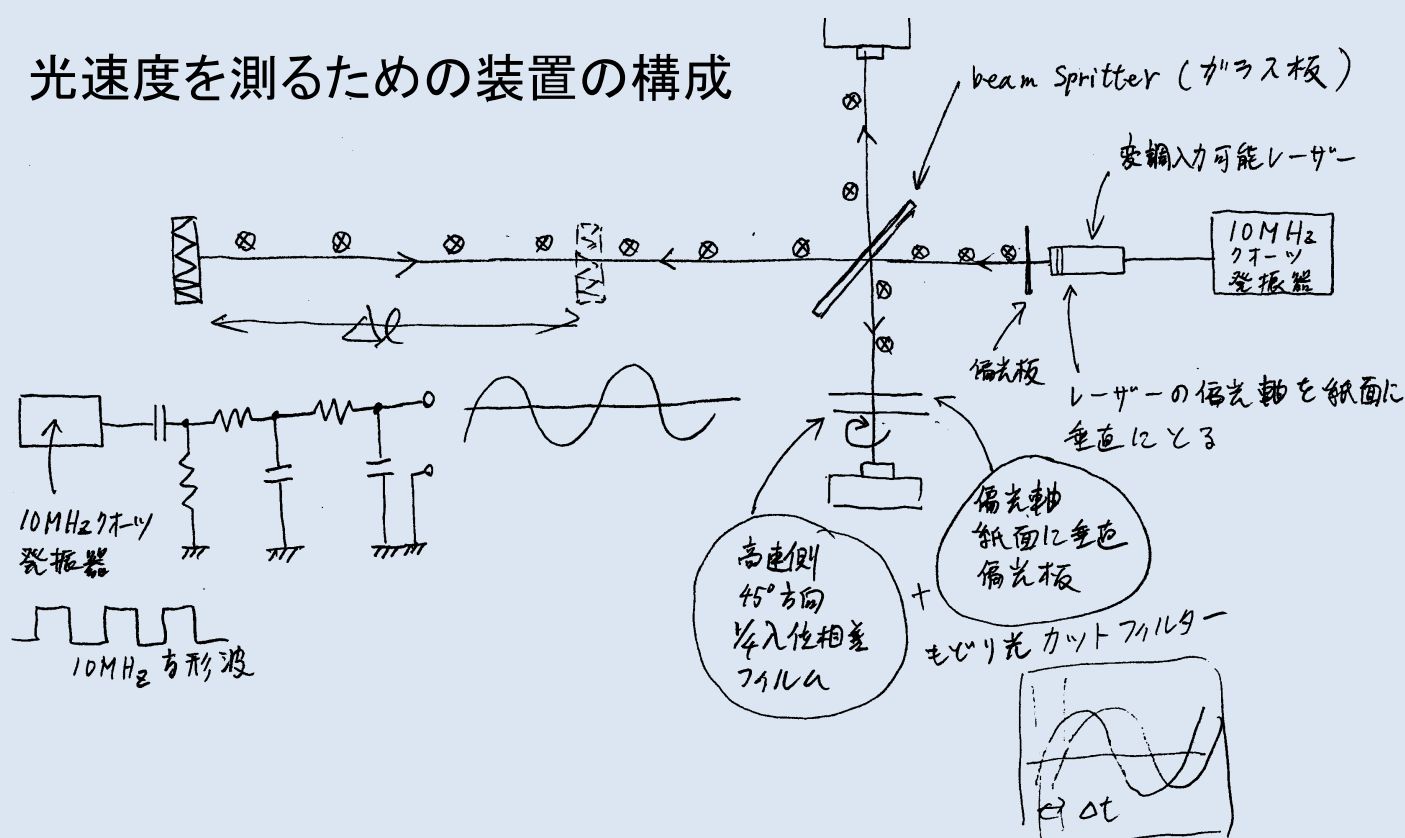 光速度を測るための装置の構成
beam spritter (ガラス板)
変調入力可能レーザー
10MHz
クオーツ
発振器
Δl
偏光板
レーザーの偏光軸を紙面に
垂直にとる
10MHzクオーツ
発振器
10MHz 方形波
高速側
45°方向
1/4λ位相差
フィルム
+
偏光軸
紙面に垂直
偏光板
もどり光カットフィルター
Δt